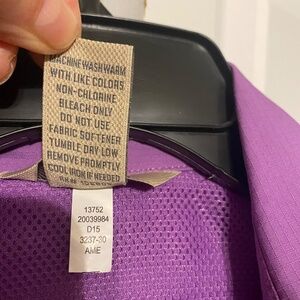 MACHINE WASH WARM
WITH LIKE COLORS
NON-CHLORINE
BLEACH ONLY
DO NOT USE
FABRIC SOFTENER
TUMBLE DRY LOW
REMOVE PROMPTLY
COOL IRON IF NEEDED
13752
20039984
D15
3237-30
AME